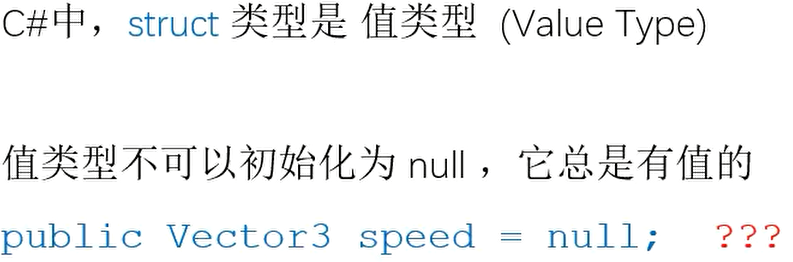 C#中，struct 类型是 值类型 (Value Type)
值类型不可以初始化为 null ，它总是有值的
public Vector3 speed = null; ???